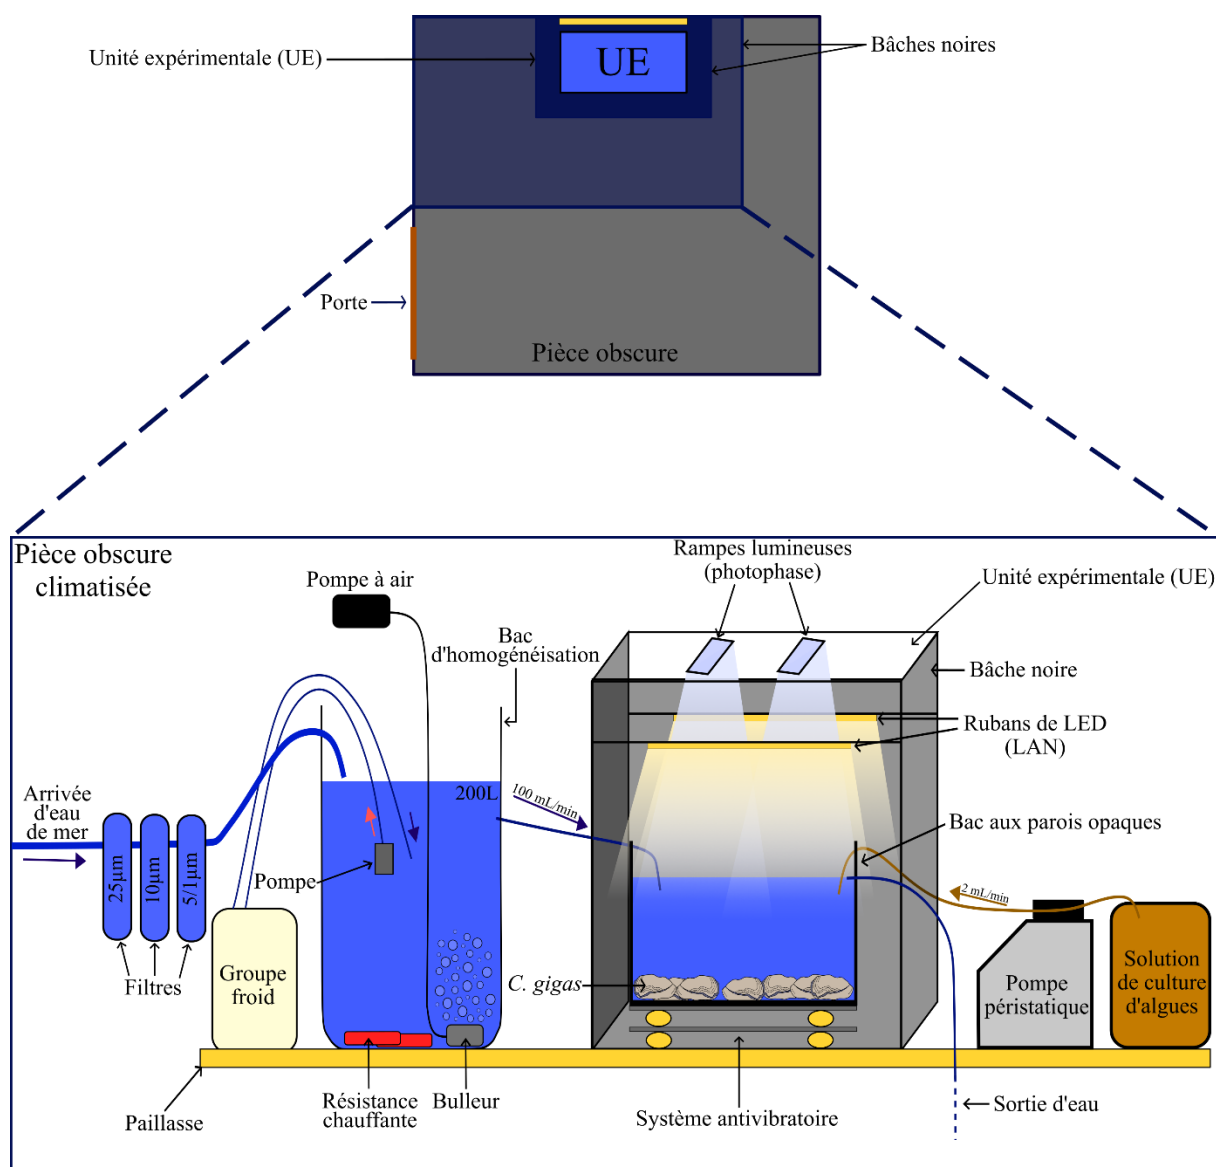 Unité expérimentale (UE)
UE
Bâches noires
Porte
Pièce obscure
Pièce obscure
climatisée
Pompe à air
Bac
d'homogénéisation
Rampes lumineuses
(photophase)
Unité expérimentale (UE)
Bâche noire
Rubans de LED
(LAN)
Arrivée
d'eau
de mer
25µm
10µm
5/1µm
Filtres
Groupe
froid
Pompe
200L
100 mL/min
Bac aux parois opaques
2 mL/min
C. gigas
Pompe
péristatique
Solution
de culture
d'algues
Paillasse
Résistance
chauffante
Bulleur
Système antivibratoire
Sortie d'eau